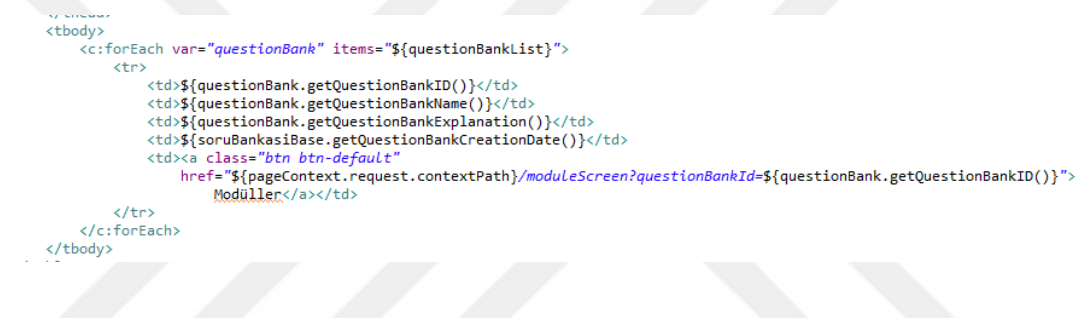 <tbody>
<c:forEach var="questionBank" items="${questionBankList}">
<tr>
<td>${questionBank.getQuestionBankID()}</td>
<td>${questionBank.getQuestionBankName()}</td>
<td>${questionBank.getQuestionBankExplanation()}</td>
<td>${soruBankasiBase.getQuestionBankCreationDate()}</td>
<td><a class="btn btn-default"
href="${pageContext.request.contextPath}/moduleScreen?questionBankId=${questionBank.getQuestionBankID()}">
Modüller</a></td>
</tr>
</c:forEach>
</tbody>